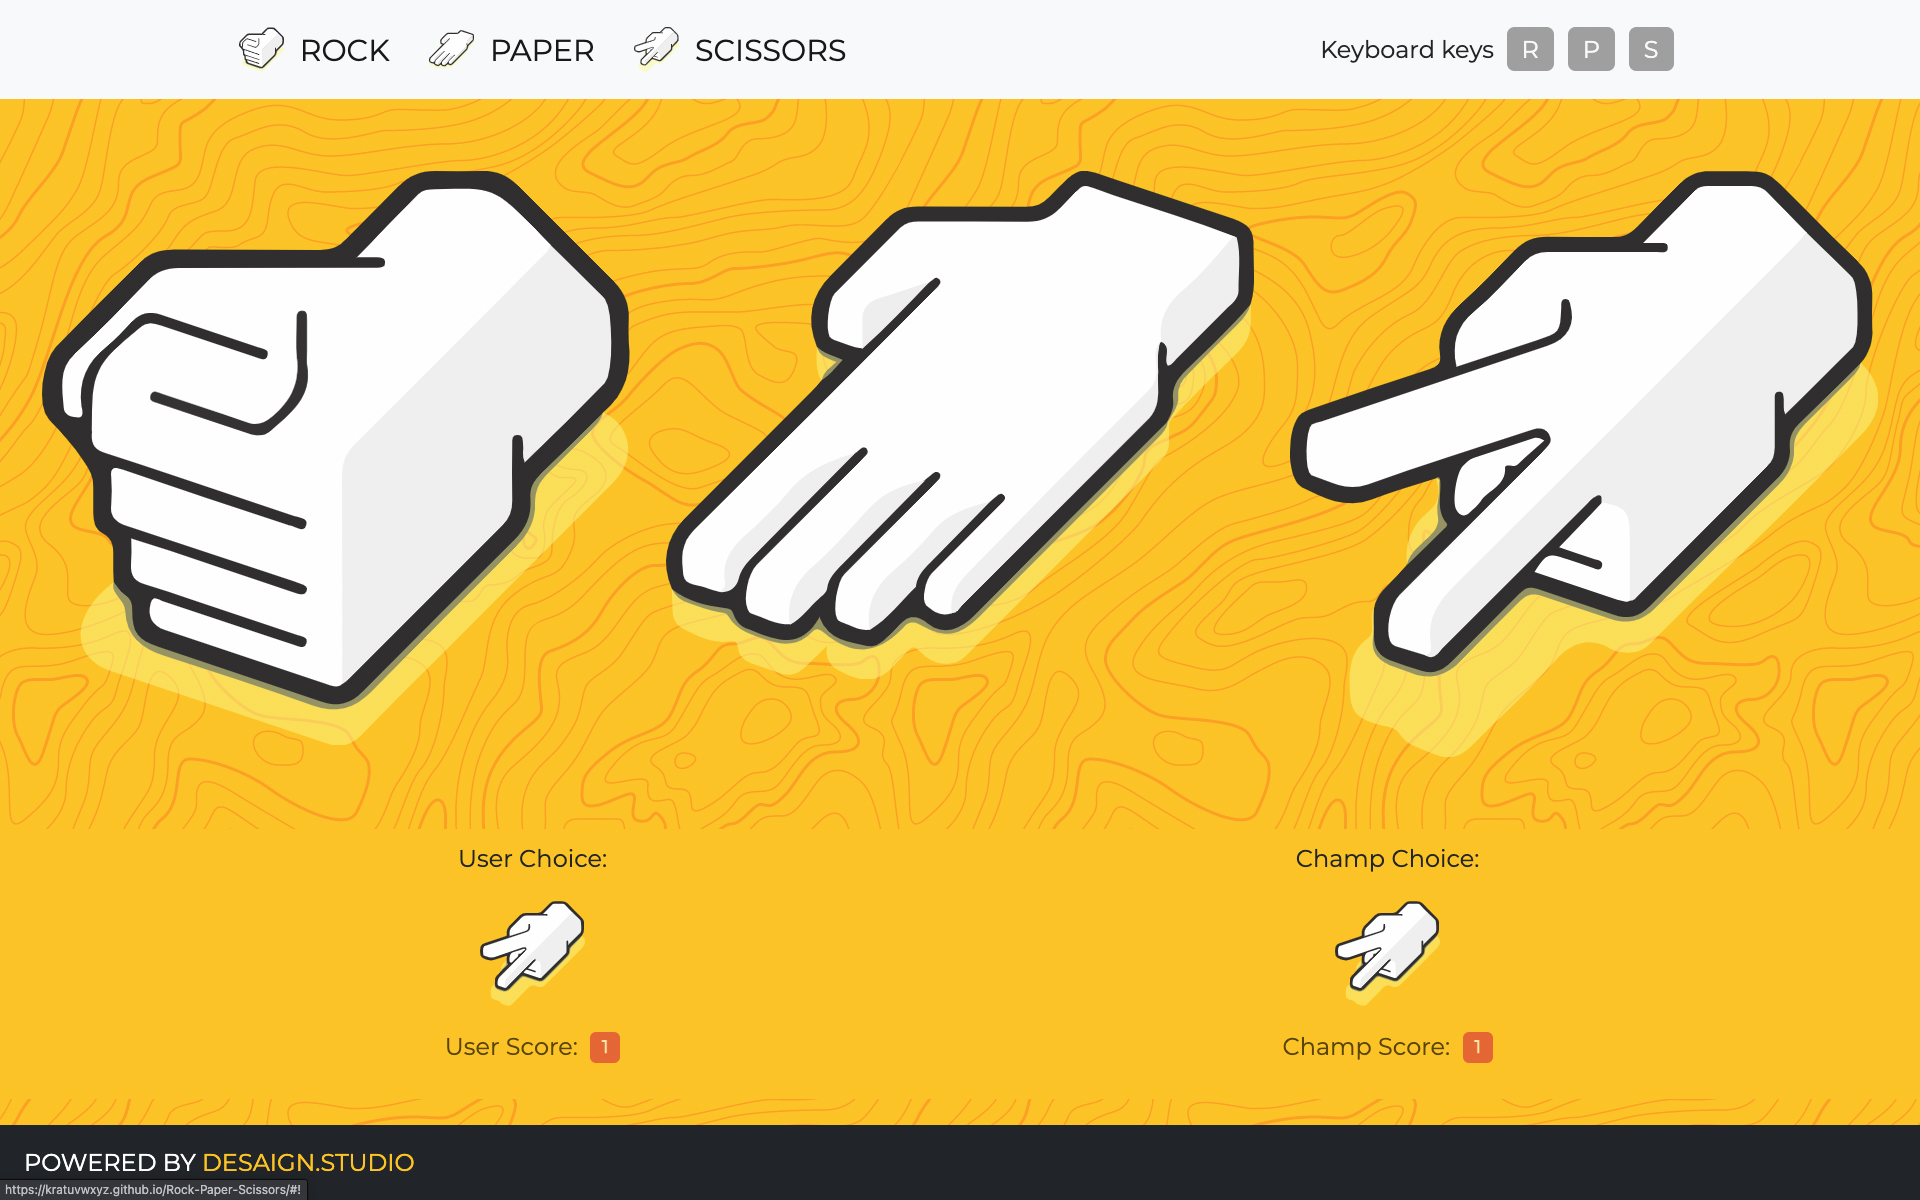 ROCK PAPER SCISSORS Keyboard keys R P S
User Choice: Champ Choice:
User Score: 1 Champ Score: 1
POWERED BY DESAIGN.STUDIO
https://kratuvwxyz.github.io/Rock-Paper-Scissors/#!